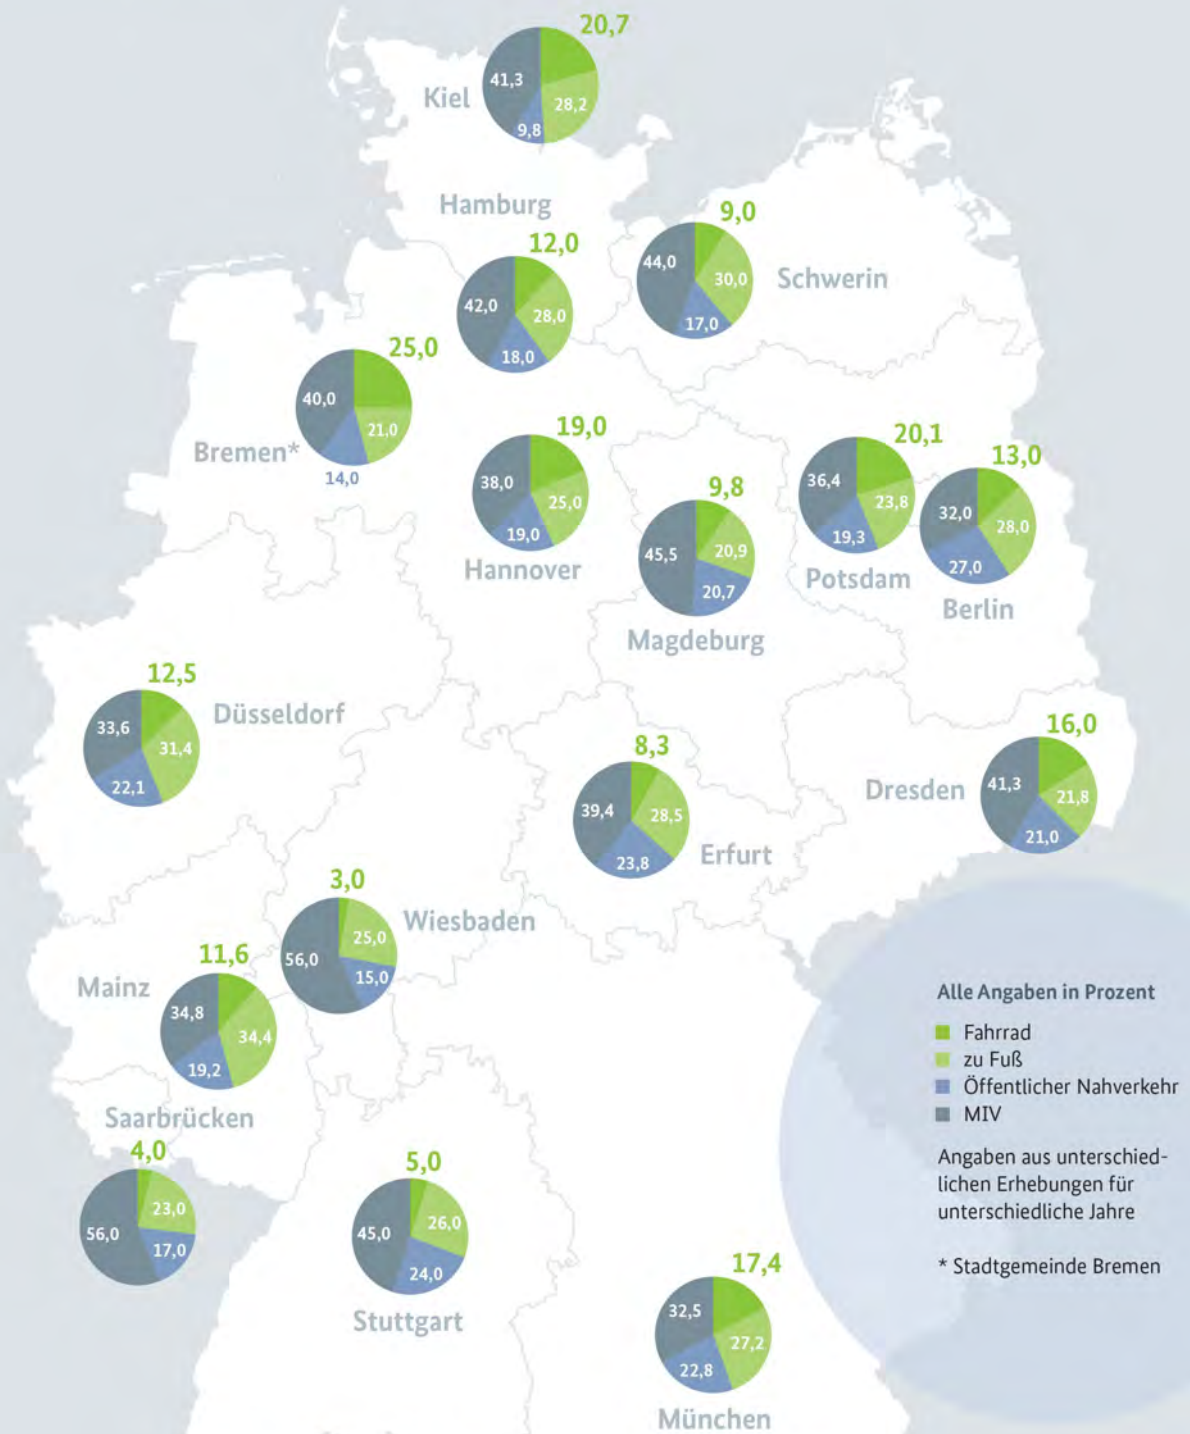 20,7
41,3
28,2
9,8
Kiel
Hamburg
12,0
42,0
28,0
18,0
9,0
44,0
30,0
17,0
Schwerin
25,0
40,0
21,0
14,0
Bremen*
19,0
38,0
25,0
19,0
Hannover
9,8
45,5
20,9
20,7
Magdeburg
20,1
36,4
23,8
19,3
Potsdam
13,0
32,0
28,0
27,0
Berlin
12,5
33,6
31,4
22,1
Düsseldorf
8,3
39,4
28,5
23,8
Erfurt
16,0
41,3
21,8
21,0
Dresden
3,0
56,0
25,0
15,0
Wiesbaden
11,6
34,8
34,4
19,2
Mainz
Saarbrücken
4,0
56,0
23,0
17,0
5,0
45,0
26,0
24,0
Stuttgart
17,4
32,5
27,2
22,8
München
Alle Angaben in Prozent
Fahrrad
zu Fuß
Öffentlicher Nahverkehr
MIV
Angaben aus unterschied-
lichen Erhebungen für
unterschiedliche Jahre
* Stadtgemeinde Bremen